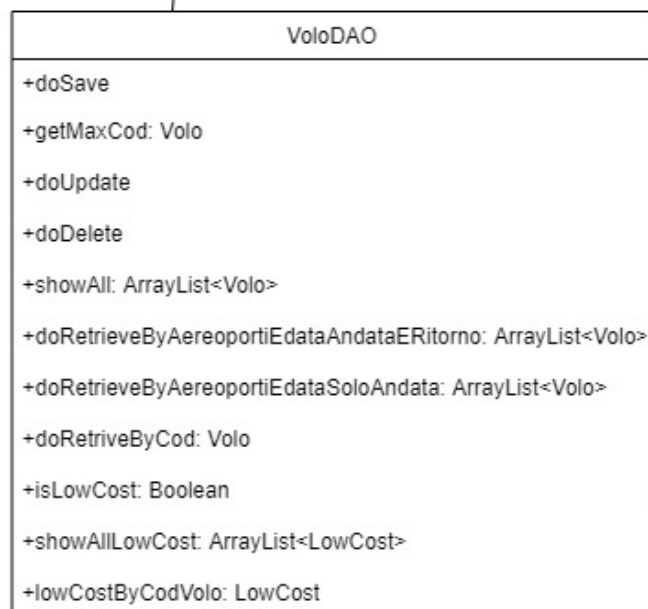 VoloDAO
+doSave
+getMaxCod: Volo
+doUpdate
+doDelete
+showAll: ArrayList<Volo>
+doRetrieveByAereoportiEdataAndataERitorno: ArrayList<Volo>
+doRetrieveByAereoportiEdataSoloAndata: ArrayList<Volo>
+doRetriveByCod: Volo
+isLowCost: Boolean
+showAllLowCost: ArrayList<LowCost>
+lowCostByCodVolo: LowCost